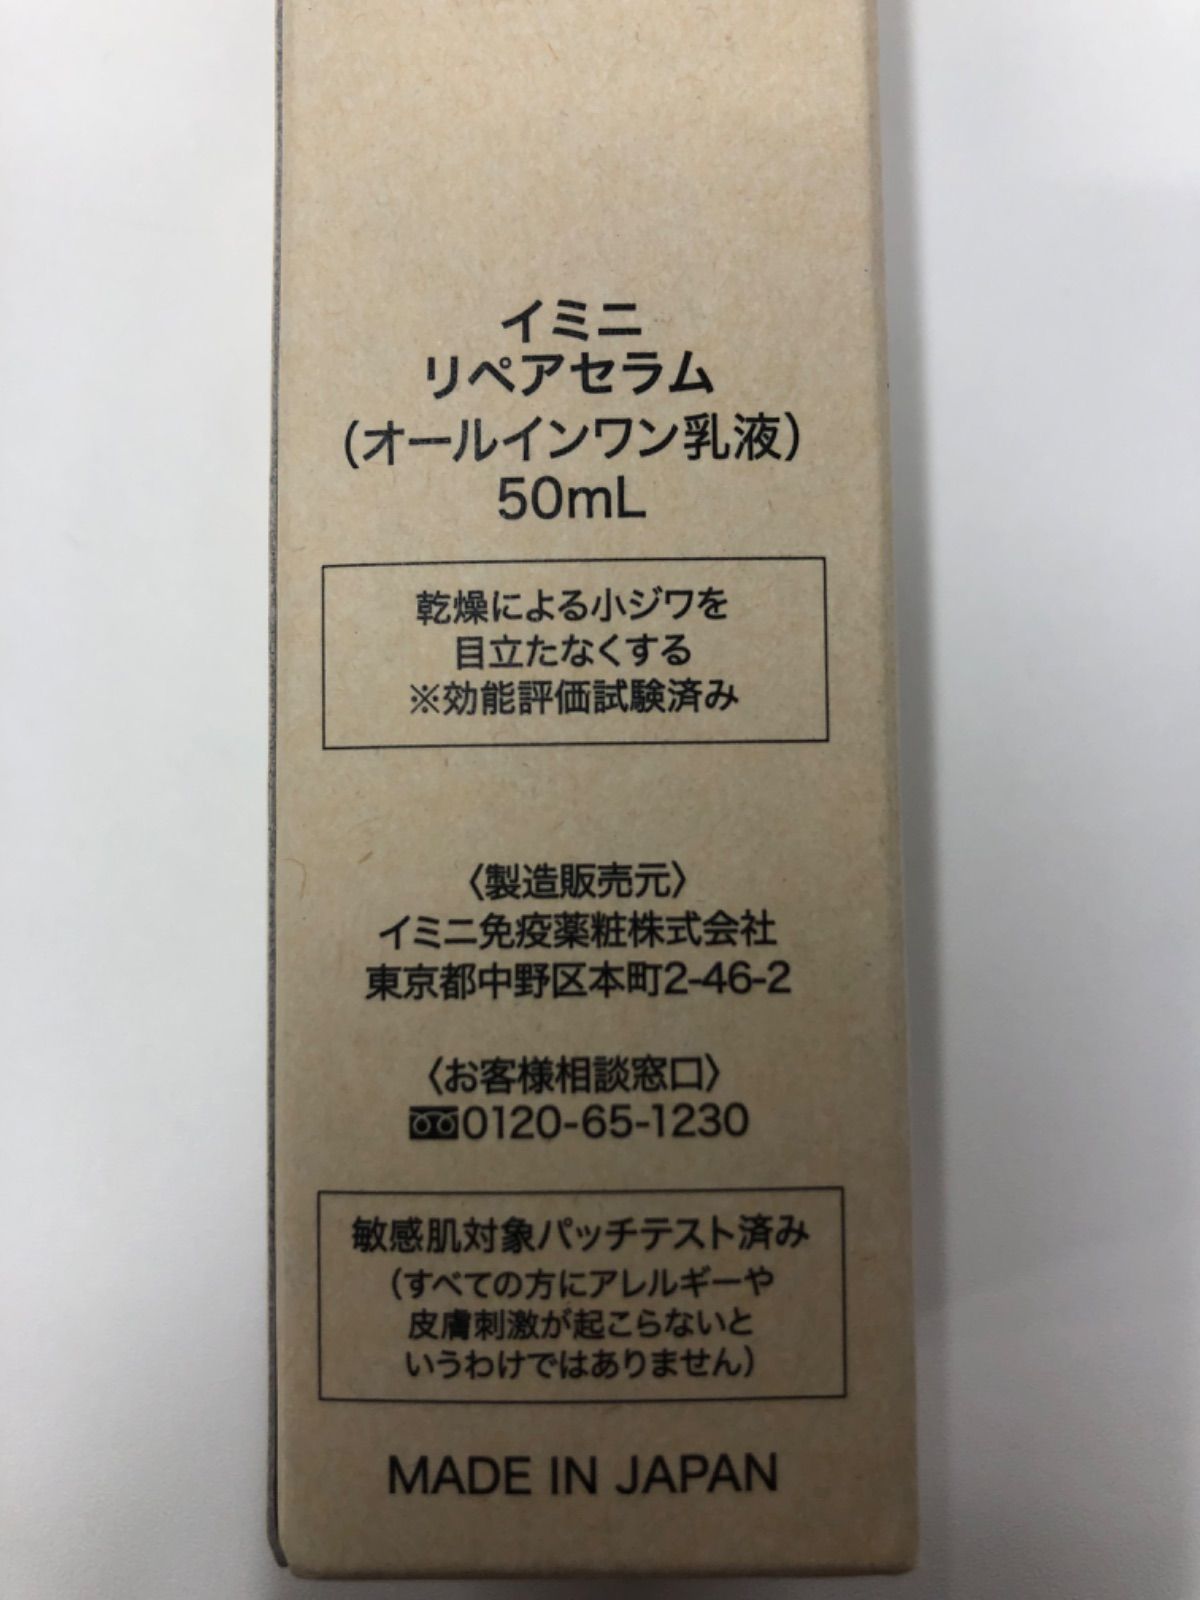 イミニ
リペアセラム
(オールインワン乳液)
50mL
乾燥による小ジワを
目立たなくする
※効能評価試験済み
〈製造販売元〉
イミニ免疫薬粧株式会社
東京都中野区本町2-46-2
〈お客様相談窓口〉
0120-65-1230
敏感肌対象パッチテスト済み
(すべての方にアレルギーや
皮膚刺激が起こらないと
いうわけではありません)
MADE IN JAPAN